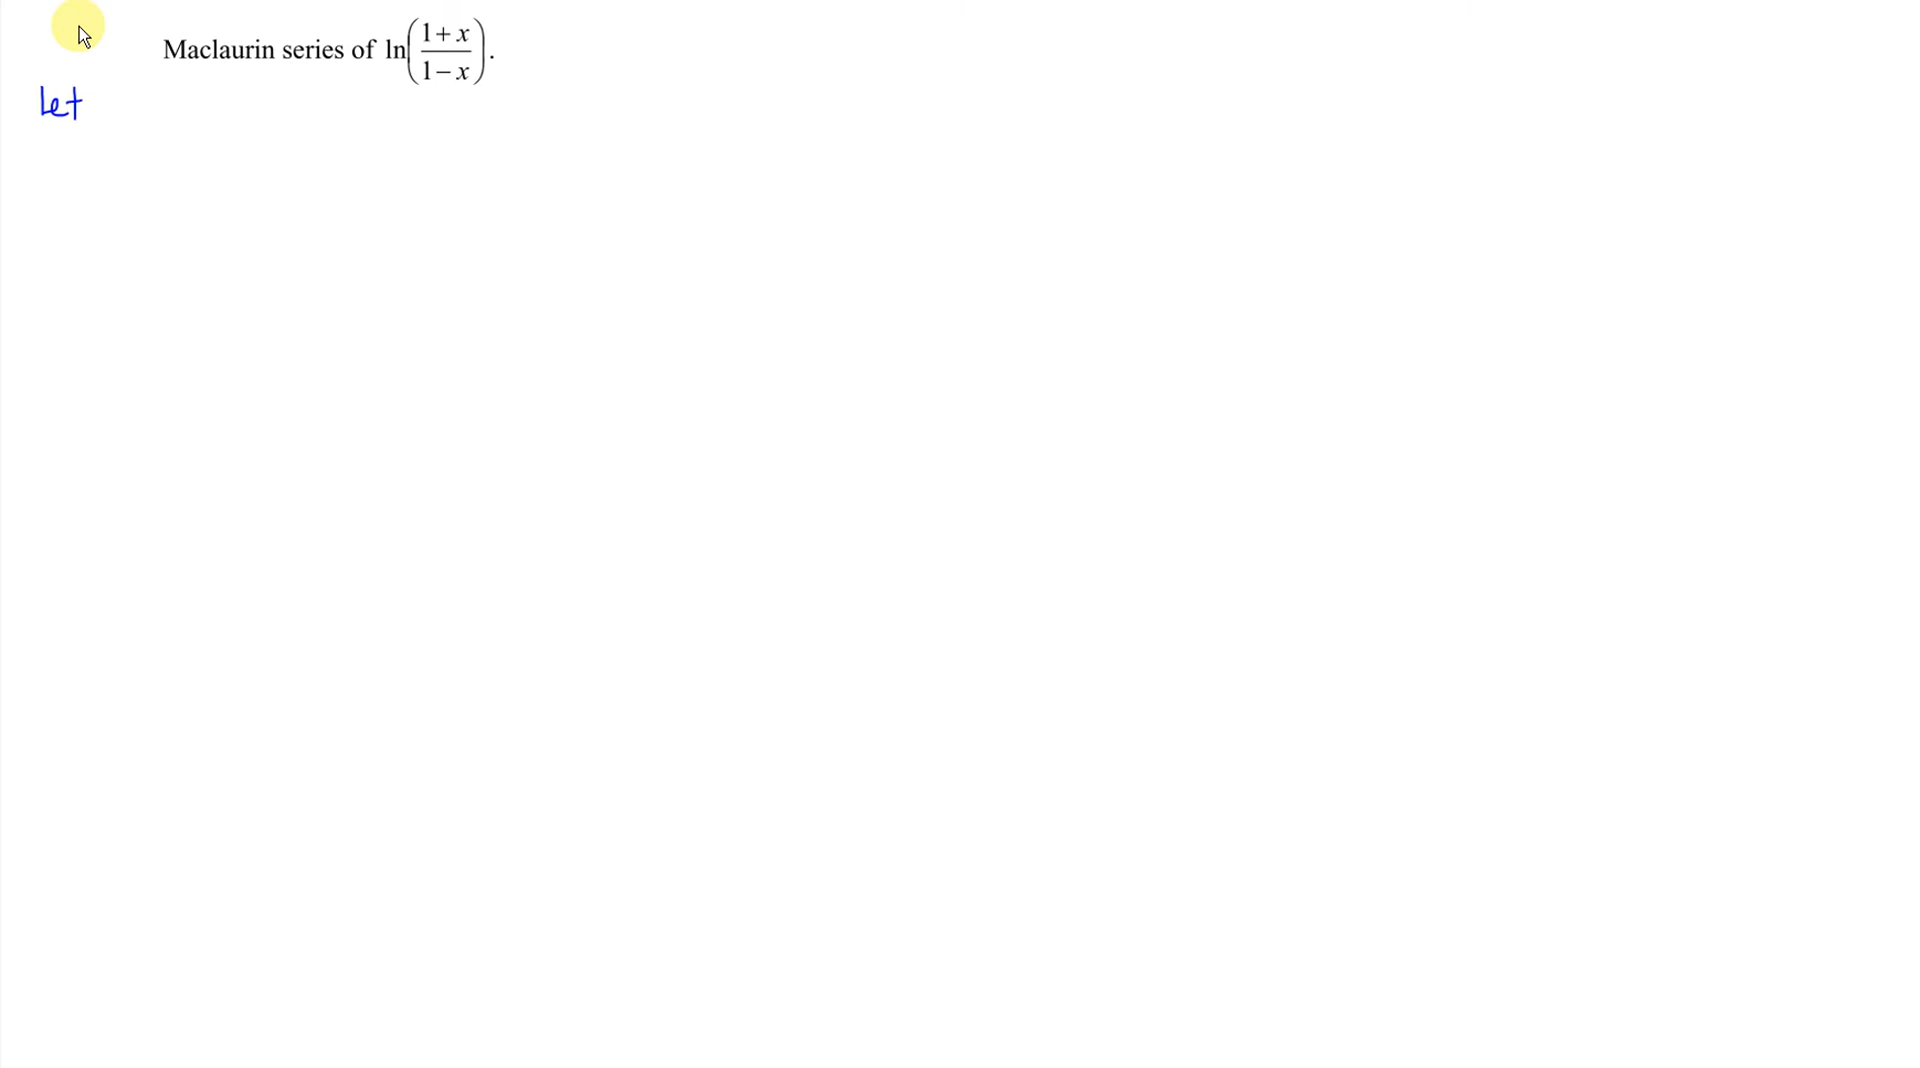 Maclaurin series of ln((1+x)/(1−x)).
Let